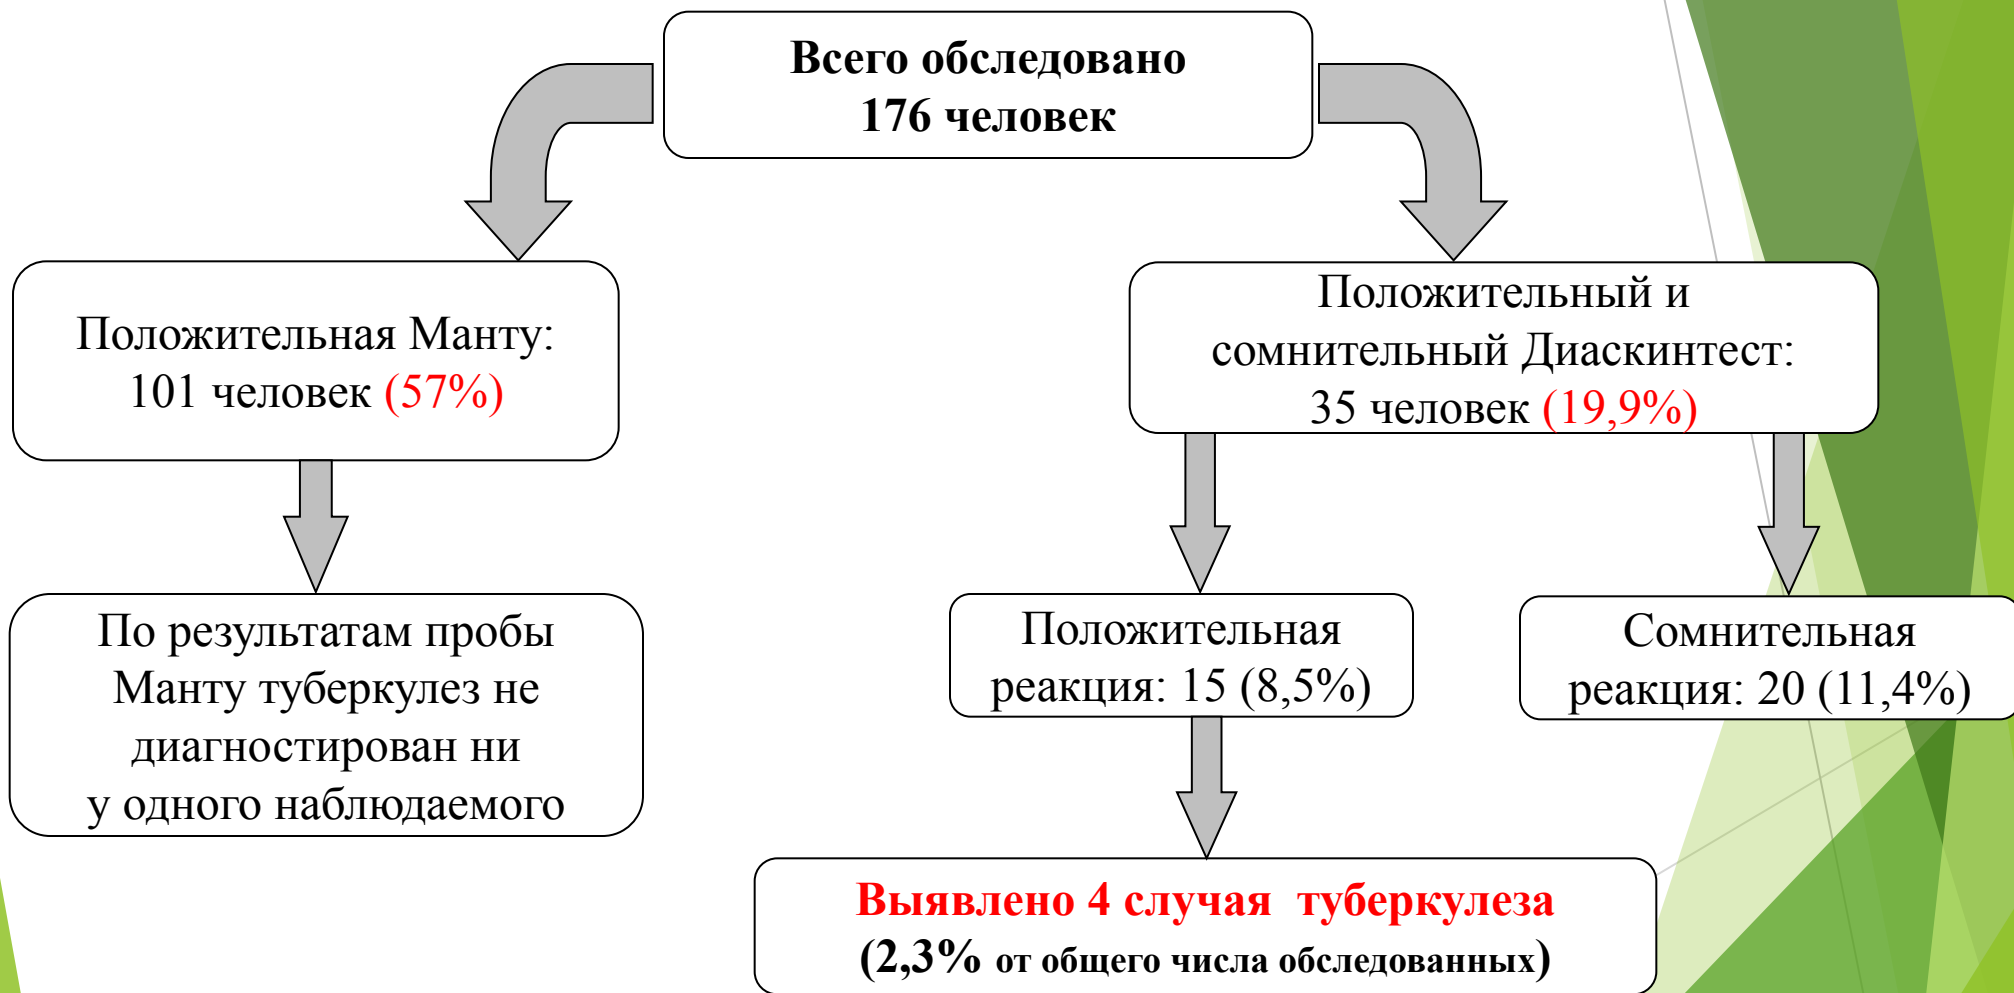 Всего обследовано
176 человек
Положительная Манту:
101 человек (57%)
Положительный и
сомнительный Диаскинтест:
35 человек (19,9%)
По результатам пробы
Манту туберкулез не
диагностирован ни
у одного наблюдаемого
Положительная
реакция: 15 (8,5%)
Сомнительная
реакция: 20 (11,4%)
Выявлено 4 случая туберкулеза
(2,3% от общего числа обследованных)